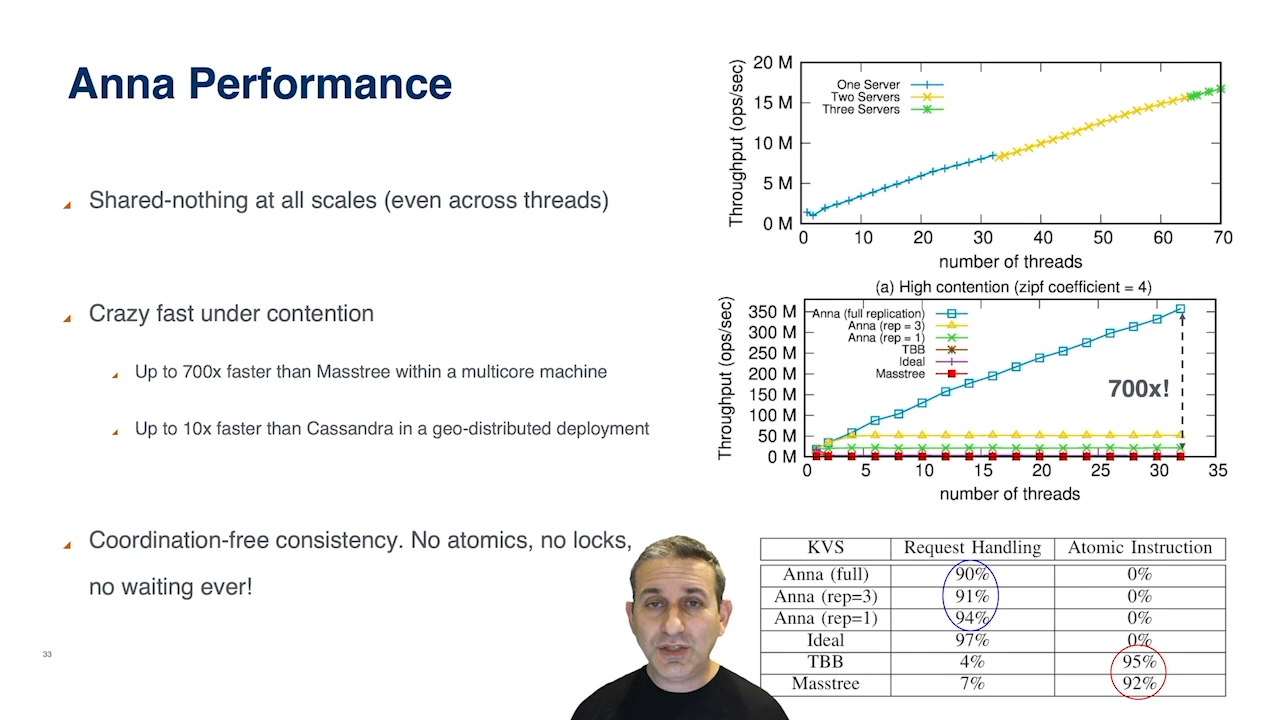 Anna Performance
Shared-nothing at all scales (even across threads)
Crazy fast under contention
Up to 700x faster than Masstree within a multicore machine
Up to 10x faster than Cassandra in a geo-distributed deployment
Coordination-free consistency. No atomics, no locks,
no waiting ever!
33
Throughput (ops/sec)
20 M
15 M
10 M
5 M
0 M
One Server
Two Servers
Three Servers
0 10 20 30 40 50 60 70
number of threads
(a) High contention (zipf coefficient = 4)
Throughput (ops/sec)
350 M
300 M
250 M
200 M
150 M
100 M
50 M
0 M
Anna (full replication)
Anna (rep = 3)
Anna (rep = 1)
TBB
Ideal
Masstree
700x!
0 5 10 15 20 25 30 35
number of threads
KVS Request Handling Atomic Instruction
Anna (full) 90% 0%
Anna (rep=3) 91% 0%
Anna (rep=1) 94% 0%
Ideal 97% 0%
TBB 4% 95%
Masstree 7% 92%